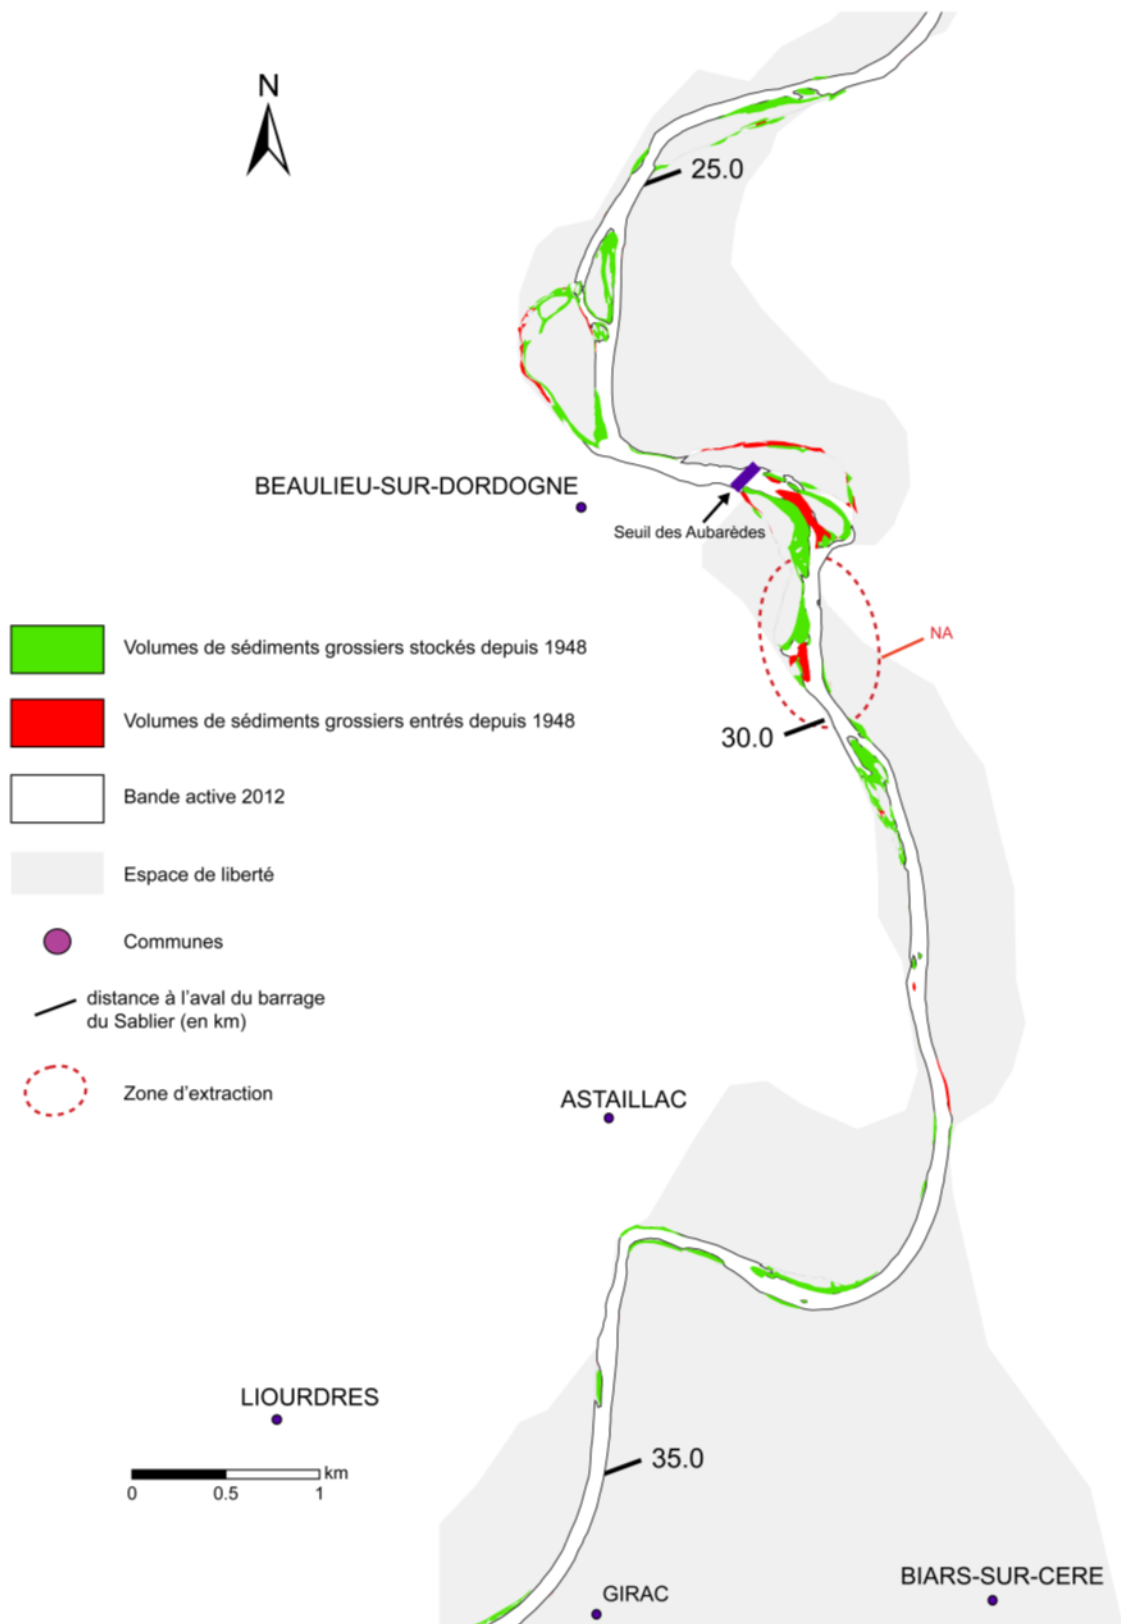 N
25.0
BEAULIEU-SUR-DORDOGNE
Seuil des Aubarèdes
Volumes de sédiments grossiers stockés depuis 1948
NA
Volumes de sédiments grossiers entrés depuis 1948
30.0
Bande active 2012
Espace de liberté
Communes
distance à l'aval du barrage
du Sablier (en km)
Zone d'extraction
ASTAILLAC
LIOURDRES
km
0 0.5 1
35.0
GIRAC
BIARS-SUR-CERE